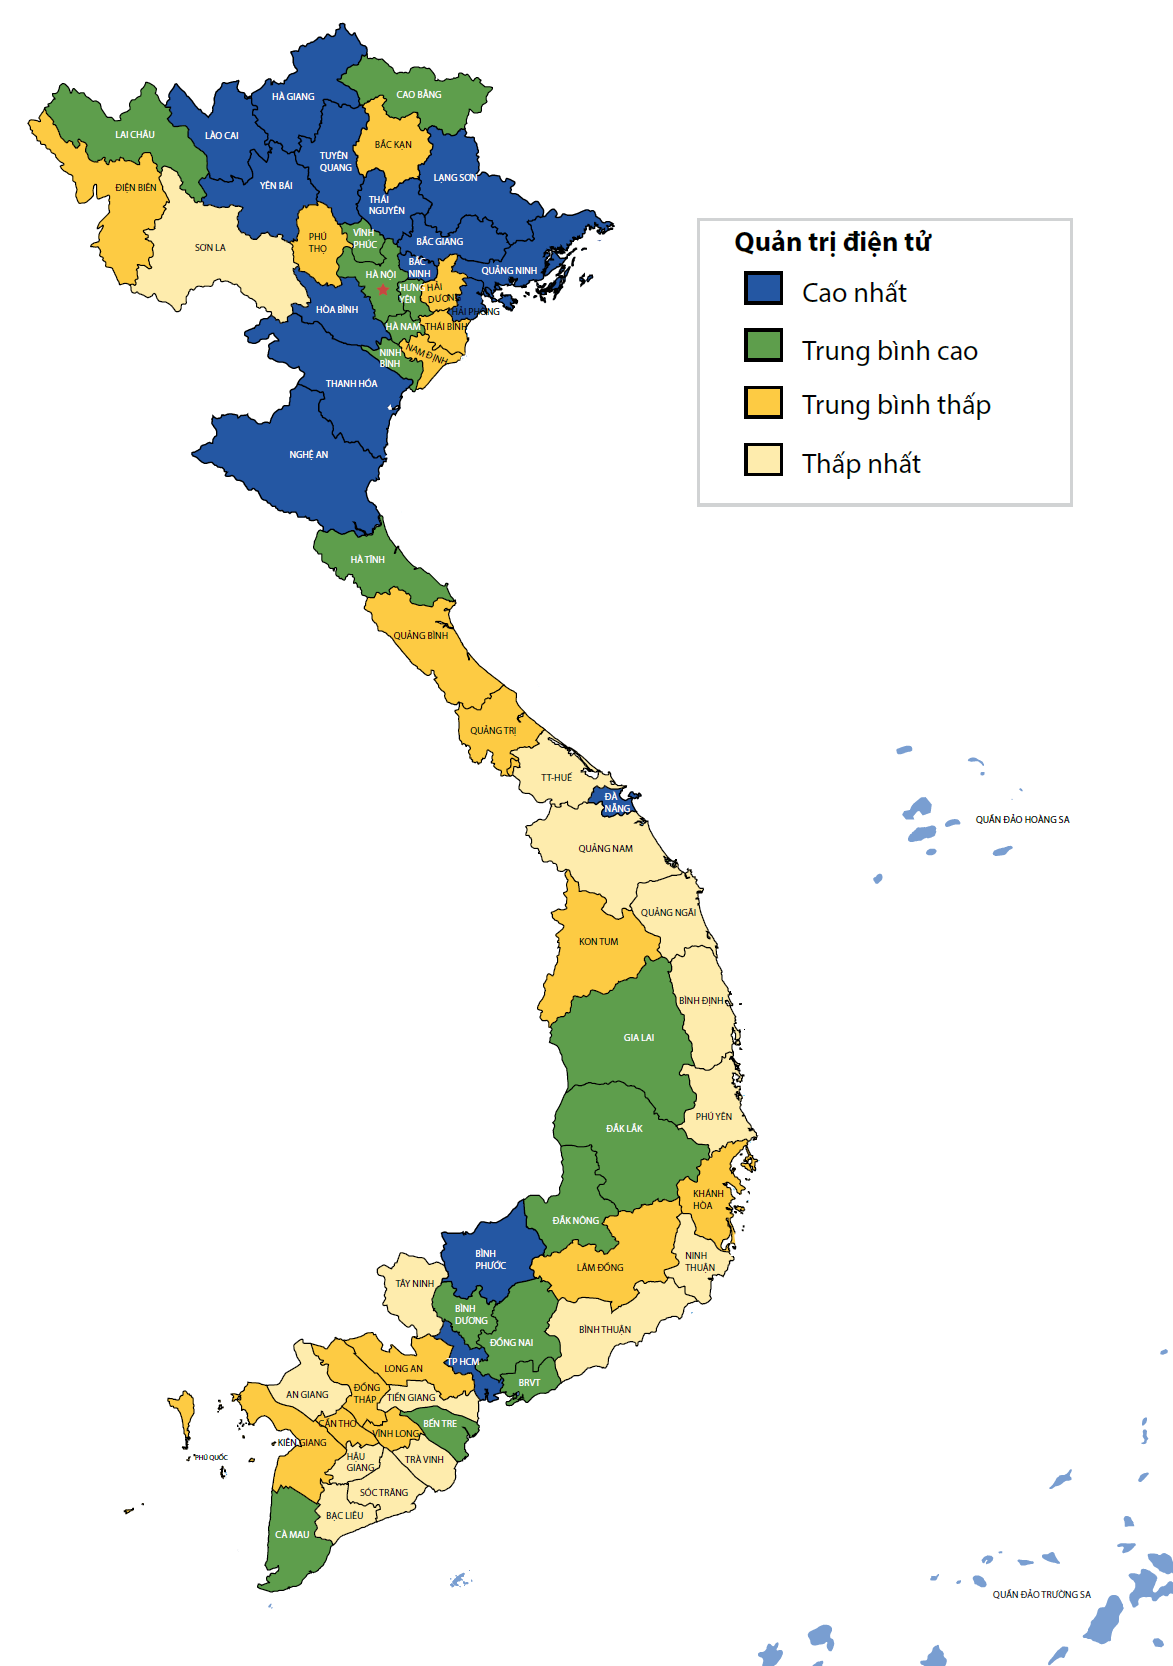 Quản trị điện tử
Cao nhất
Trung bình cao
Trung bình thấp
Thấp nhất
HÀ GIANG
CAO BẰNG
LAI CHÂU
LÀO CAI
BẮC KẠN
TUYÊN
QUANG
LẠNG SƠN
ĐIỆN BIÊN
YÊN BÁI
THÁI
NGUYÊN
SƠN LA
PHÚ
THỌ
VĨNH
PHÚC
BẮC GIANG
BẮC
NINH
QUẢNG NINH
HÀ NỘI
HƯNG
YÊN
HẢI
DƯƠNG
HẢI PHÒNG
HÒA BÌNH
HÀ NAM
THÁI BÌNH
NINH
BÌNH
NAM ĐỊNH
THANH HÓA
NGHỆ AN
HÀ TĨNH
QUẢNG BÌNH
QUẢNG TRỊ
TT-HUẾ
ĐÀ
NẴNG
QUẦN ĐẢO HOÀNG SA
QUẢNG NAM
QUẢNG NGÃI
KON TUM
BÌNH ĐỊNH
GIA LAI
PHÚ YÊN
ĐẮK LẮK
KHÁNH
HÒA
ĐẮK NÔNG
BÌNH
PHƯỚC
LÂM ĐỒNG
NINH
THUẬN
TÂY NINH
BÌNH
DƯƠNG
BÌNH THUẬN
ĐỒNG NAI
TP HCM
LONG AN
BRVT
AN GIANG
ĐỒNG
THÁP
TIỀN GIANG
CẦN THƠ
BẾN TRE
VĨNH LONG
KIÊN GIANG
PHÚ QUỐC
HẬU
GIANG
TRÀ VINH
SÓC TRĂNG
BẠC LIÊU
CÀ MAU
QUẦN ĐẢO TRƯỜNG SA